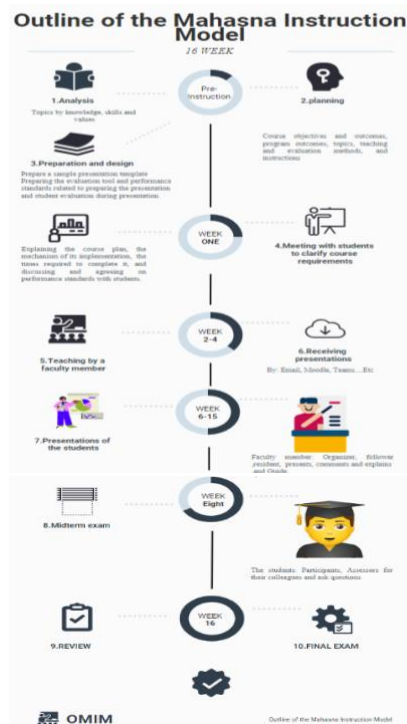 Outline of the Mahasna Instruction
Model
16 WEEK
Pre-
Instruction
1.Analysis
Topics by knowledge, skills and
values
2.planning
Course objectives and outcomes,
program outcomes, topics, teaching
and evaluation methods, and
instructions
3.Preparation and design
Prepare a sample presentation template
Preparing the evaluation tool and performance
standards related to preparing the presentation
and student evaluation during presentation
WEEK
ONE
Explaining the course plan, the
mechanism of its implementation, the
times required to complete it, and
discussing and agreeing on
performance standards with students.
4.Meeting with students
to clarify course
requirements
WEEK
2-4
5.Teaching by a
faculty member
6.Receiving
presentations
By: Email, Moodle, Teams....Etc
WEEK
6-15
7.Presentations of
the students
Faculty member: Organizer, follower
,resident, presents, comments and explains
and Guide
WEEK
Eight
8.Midterm exam
The students: Participants, Assessors for
their colleagues and ask questions
WEEK
16
9.REVIEW
10.FINAL EXAM
OMIM
Outline of the Mahasna Instruction Model